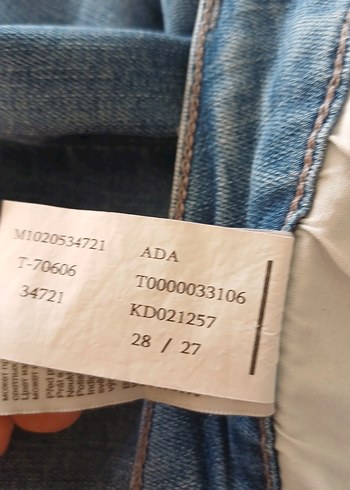 M1020534721
T-70606
34721
ADA
T0000033106
KD021257
28 / 27